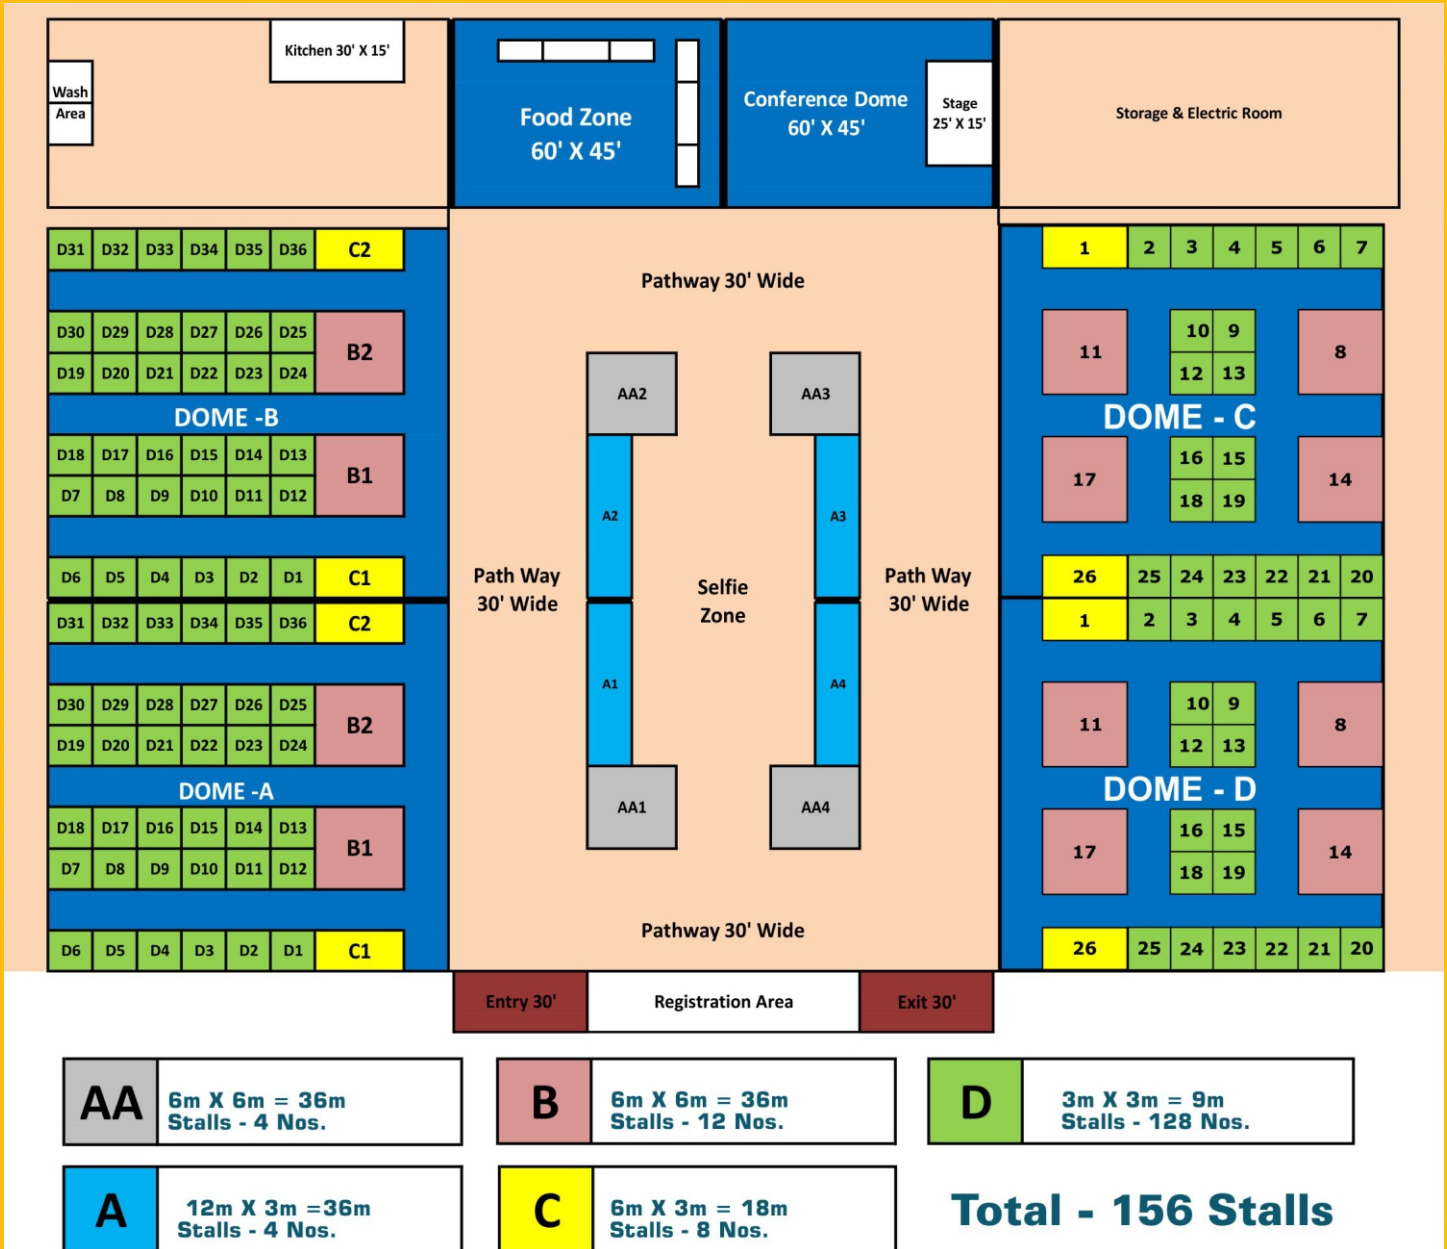 Kitchen 30' X 15'
Wash
Area
Food Zone
60' X 45'
Conference Dome
60' X 45'
Stage
25' X 15'
Storage & Electric Room
D31 D32 D33 D34 D35 D36 C2
D30 D29 D28 D27 D26 D25
B2
D19 D20 D21 D22 D23 D24
DOME -B
D18 D17 D16 D15 D14 D13
B1
D7 D8 D9 D10 D11 D12
D6 D5 D4 D3 D2 D1 C1
D31 D32 D33 D34 D35 D36 C2
D30 D29 D28 D27 D26 D25
B2
D19 D20 D21 D22 D23 D24
DOME -A
D18 D17 D16 D15 D14 D13
B1
D7 D8 D9 D10 D11 D12
D6 D5 D4 D3 D2 D1 C1
Pathway 30' Wide
AA2
AA3
A2
A3
Path Way
30' Wide
Selfie
Zone
Path Way
30' Wide
A1
A4
AA1
AA4
Pathway 30' Wide
1 2 3 4 5 6 7
11 10 9 8
12 13
DOME - C
17 16 15 14
18 19
26 25 24 23 22 21 20
1 2 3 4 5 6 7
11 10 9 8
12 13
DOME - D
17 16 15 14
18 19
26 25 24 23 22 21 20
Entry 30'
Registration Area
Exit 30'
AA
6m X 6m = 36m
Stalls - 4 Nos.
B
6m X 6m = 36m
Stalls - 12 Nos.
D
3m X 3m = 9m
Stalls - 128 Nos.
A
12m X 3m =36m
Stalls - 4 Nos.
C
6m X 3m = 18m
Stalls - 8 Nos.
Total - 156 Stalls